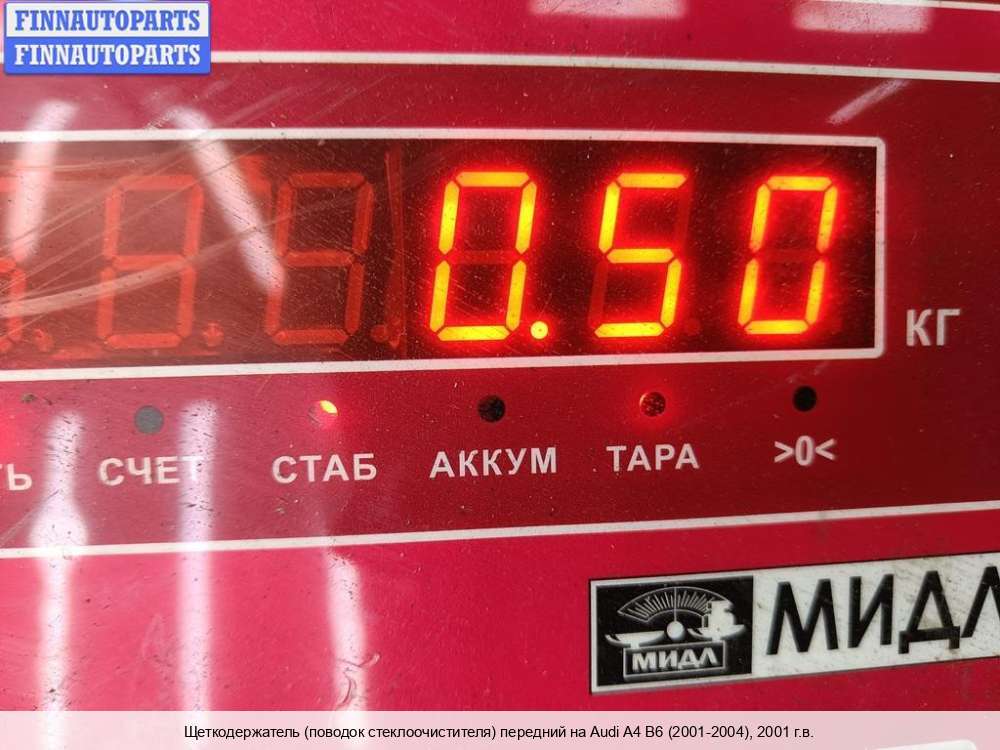 FINNAUTOPARTS
FINNAUTOPARTS
0.50
КГ
СЧЕТ
СТАБ
АККУМ
ТАРА
>0<
МИДЛ
МИДЛ
Щеткодержатель (поводок стеклоочистителя) передний на Audi A4 B6 (2001-2004), 2001 г.в.